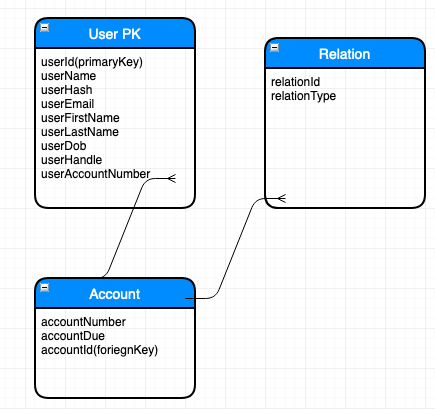 User PK
userId(primaryKey)
userName
userHash
userEmail
userFirstName
userLastName
userDob
userHandle
userAccountNumber
Relation
relationId
relationType
Account
accountNumber
accountDue
accountId(foriegnKey)